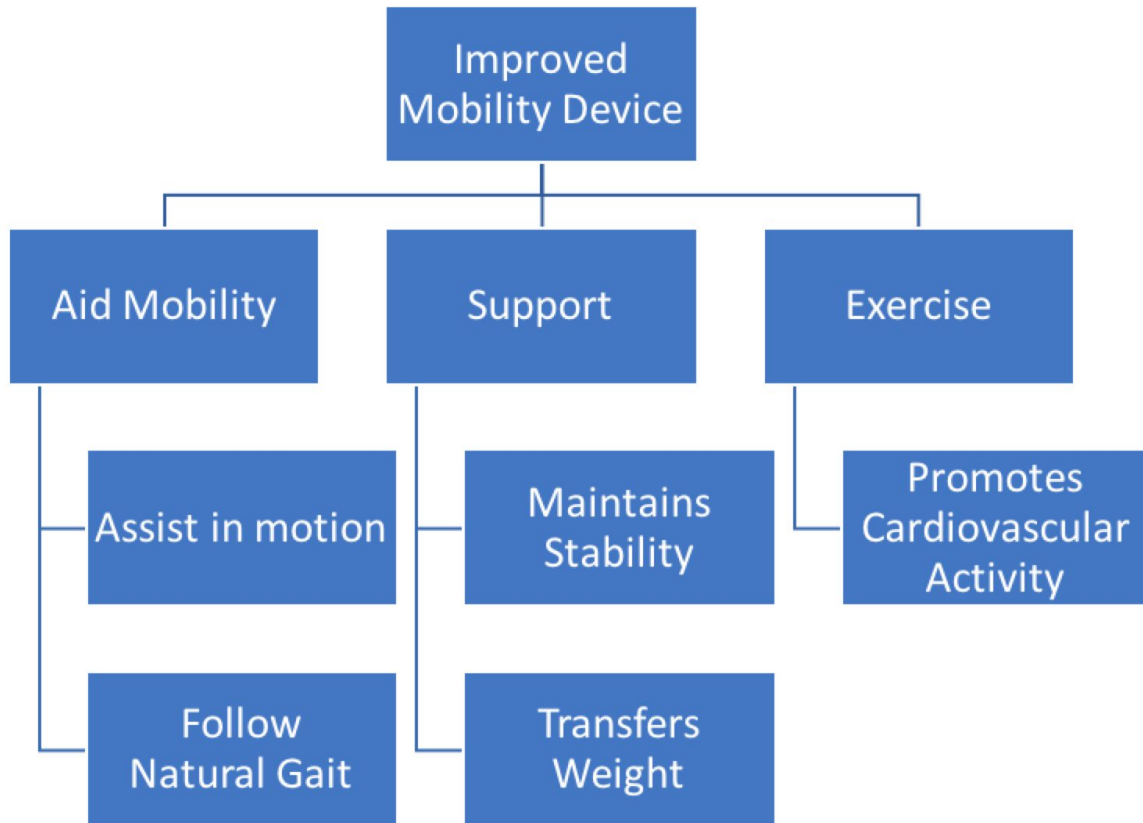 Improved
Mobility Device
Aid Mobility
Support
Exercise
Assist in motion
Maintains
Stability
Promotes
Cardiovascular
Activity
Follow
Natural Gait
Transfers
Weight